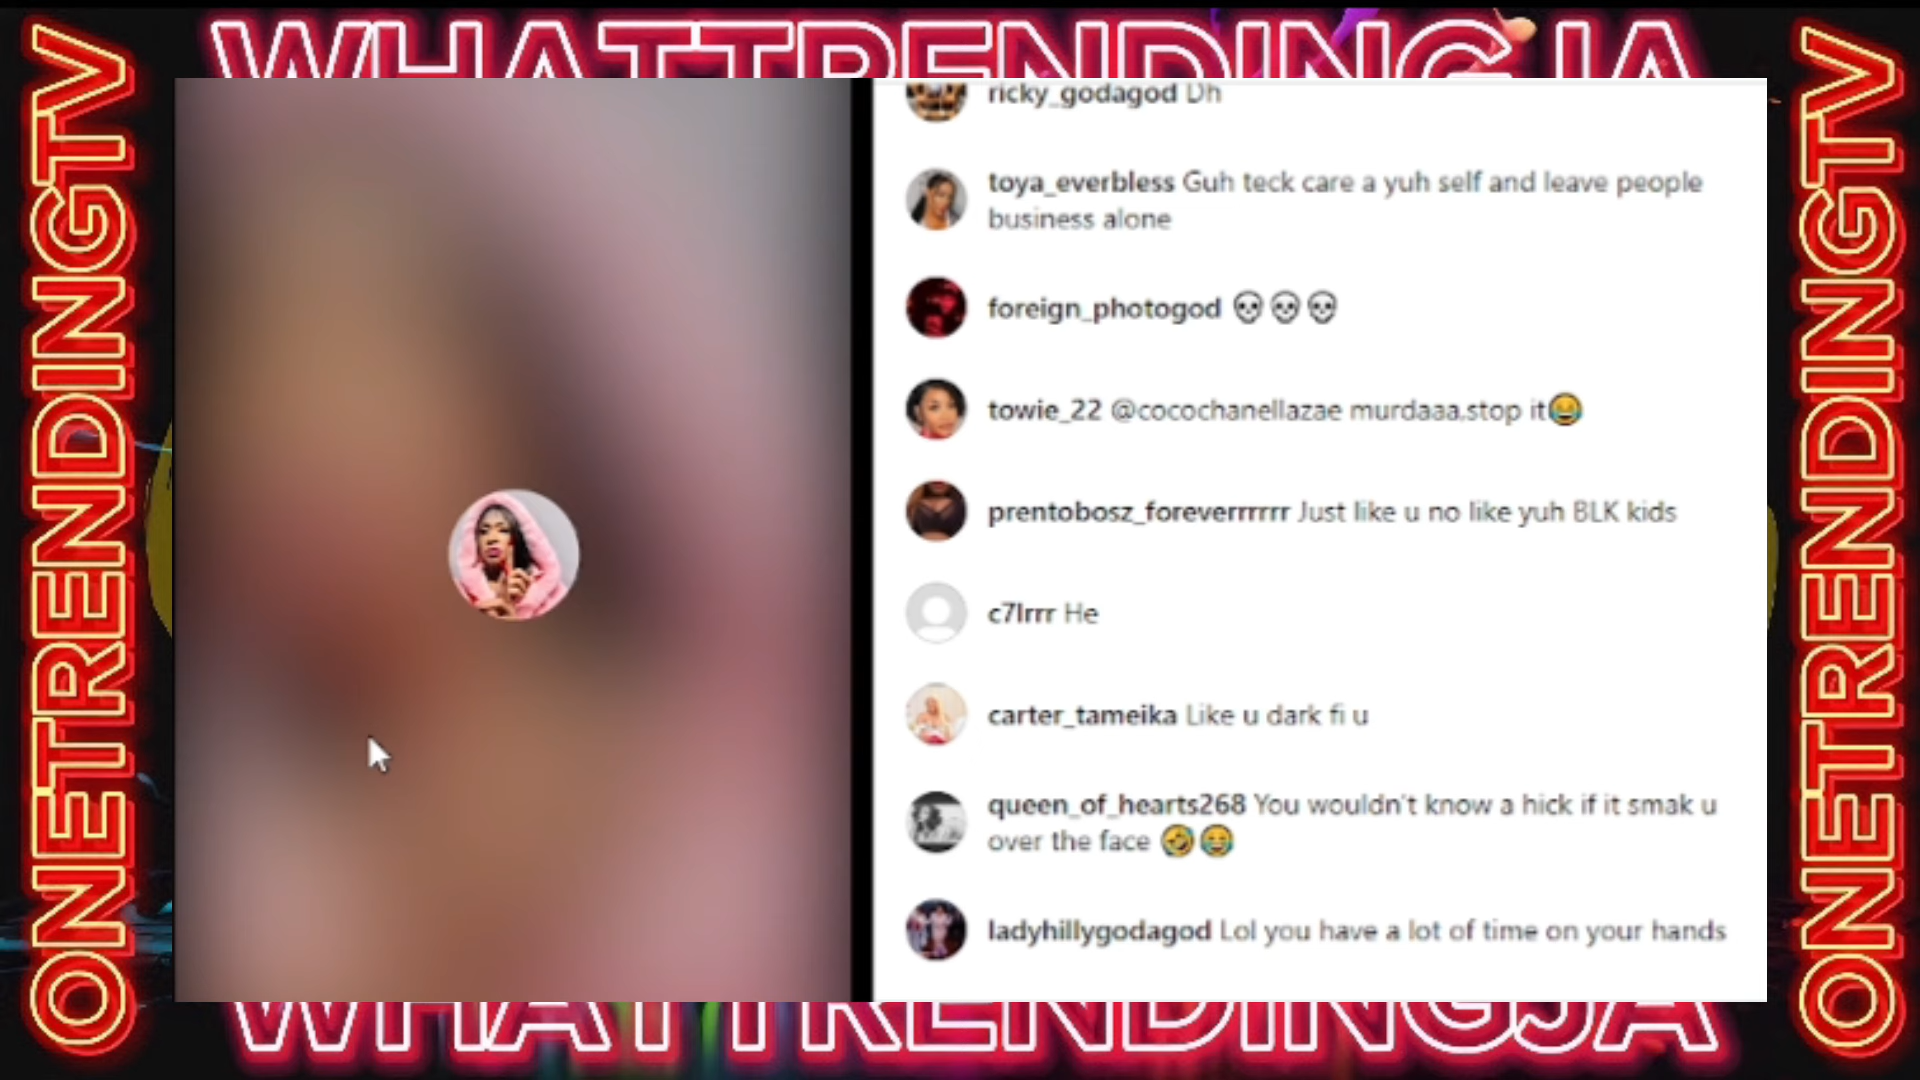 WHATTRENDINGJA
ONETRENDINGTV
ricky_godagod Dh
toya_everbless Guh teck care a yuh self and leave people
business alone
foreign_photogod 💀💀💀
towie_22 @cocochanellazae murdaaa.stop it😂
prentobosz_foreverrrrrr Just like u no like yuh BLK kids
c7lrrr He
carter_tameika Like u dark fi u
queen_of_hearts268 You wouldn't know a hick if it smak u
over the face 🤣😂
ladyhillygodagod Lol you have a lot of time on your hands
ONETRENDINGTV
WHATTRENDINGJA